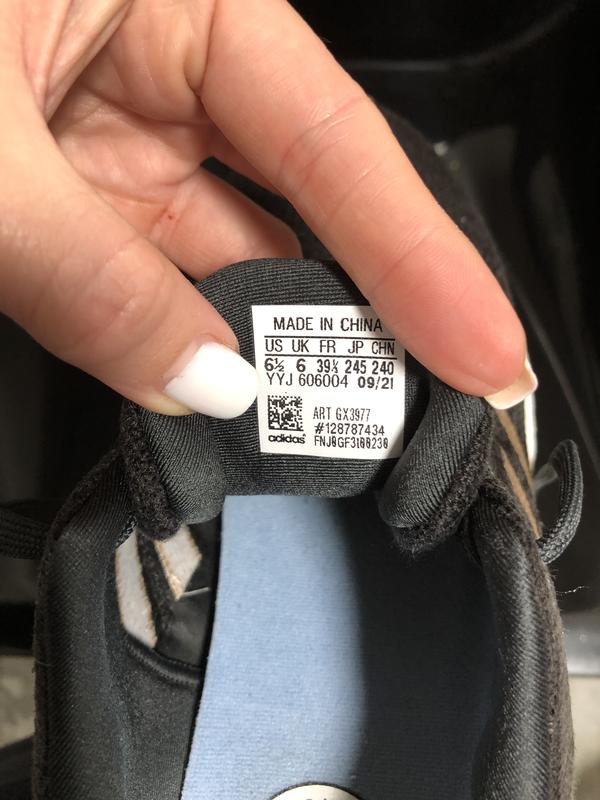 MADE IN CHINA
US UK FR JP CHN
6½ 6 39⅓ 245 240
YYJ 606004 09/21
ART GX3977
#128787434
adidas